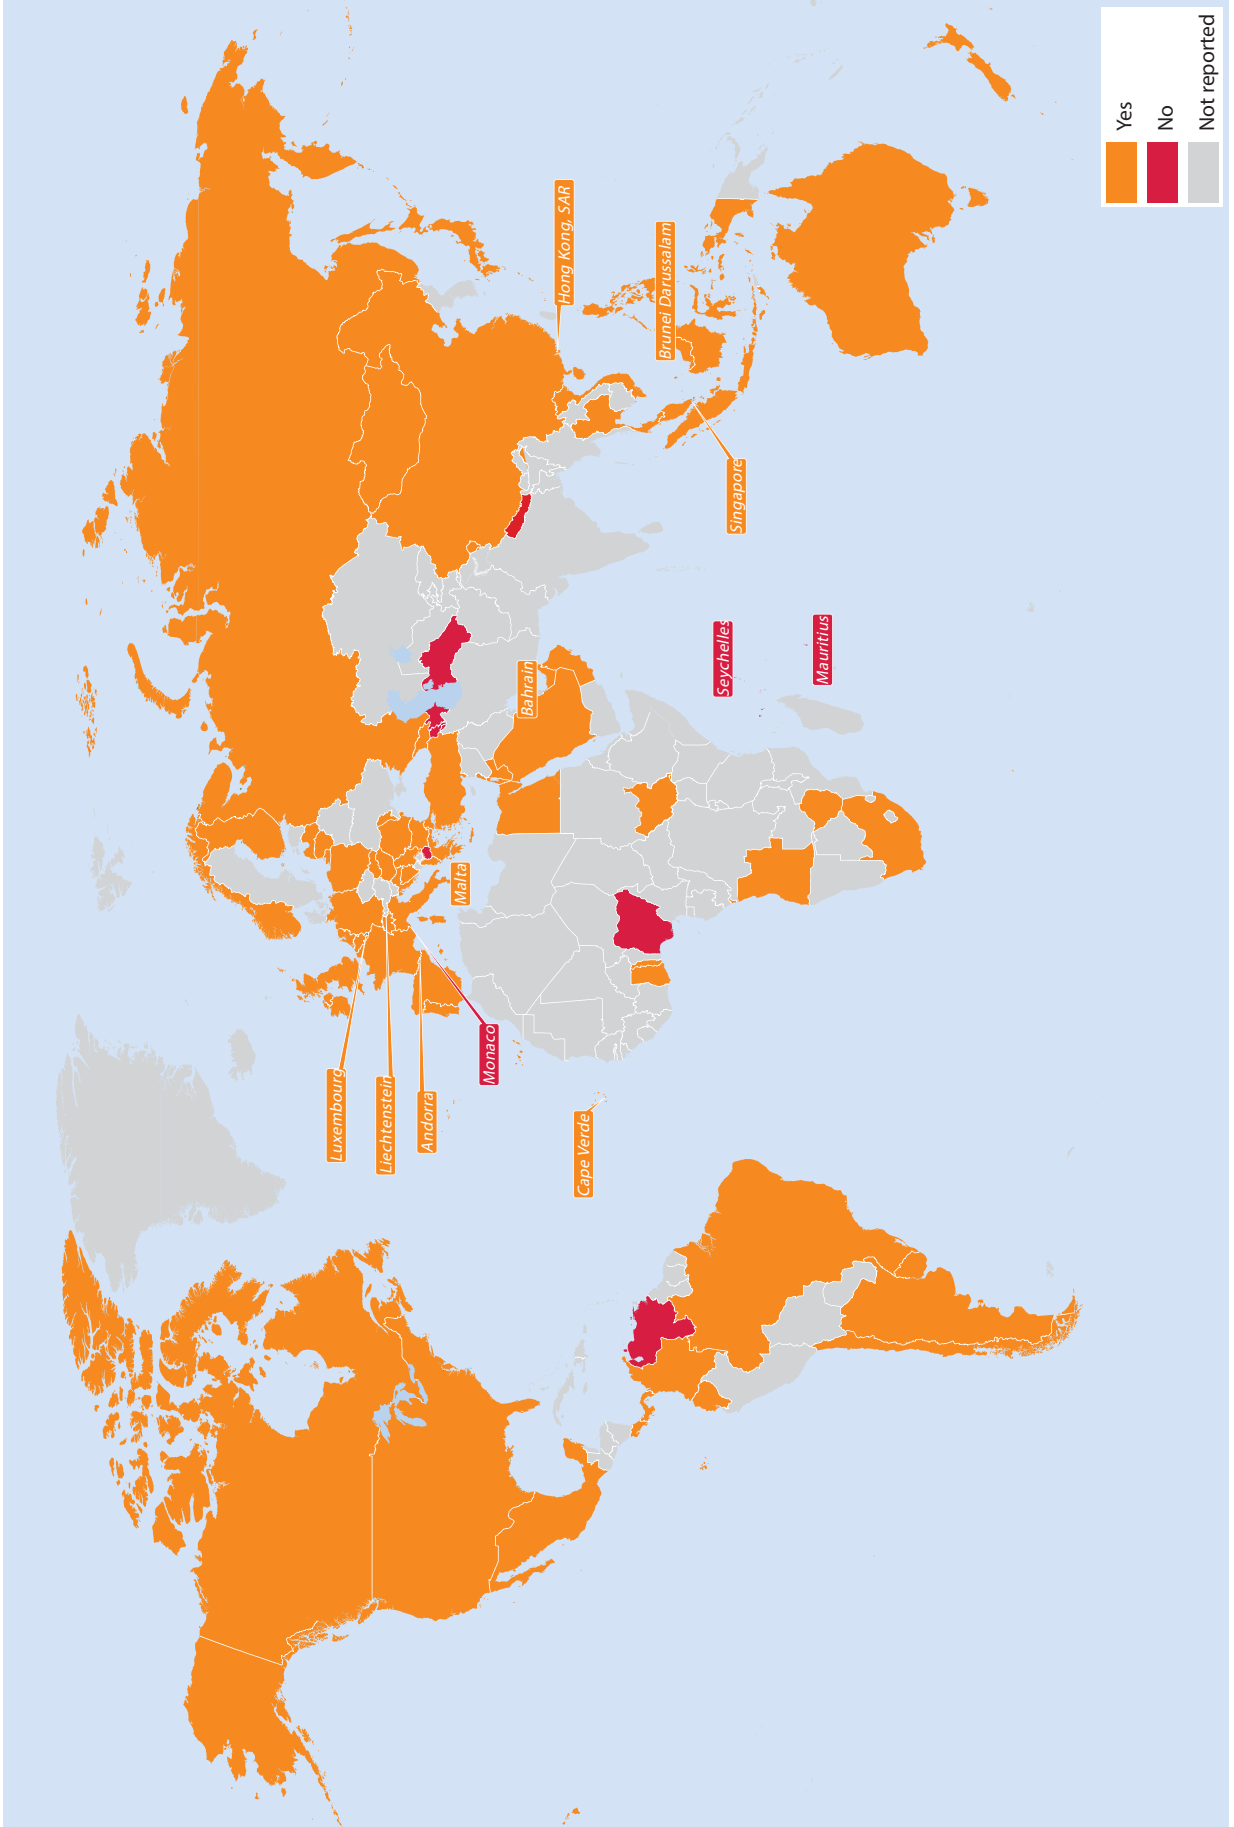 Luxembourg
Liechtenstein
Andorra
Monaco
Malta
Cape Verde
Bahrain
Seychelles
Mauritius
Singapore
Brunei Darussalam
Hong Kong, SAR
Yes
No
Not reported